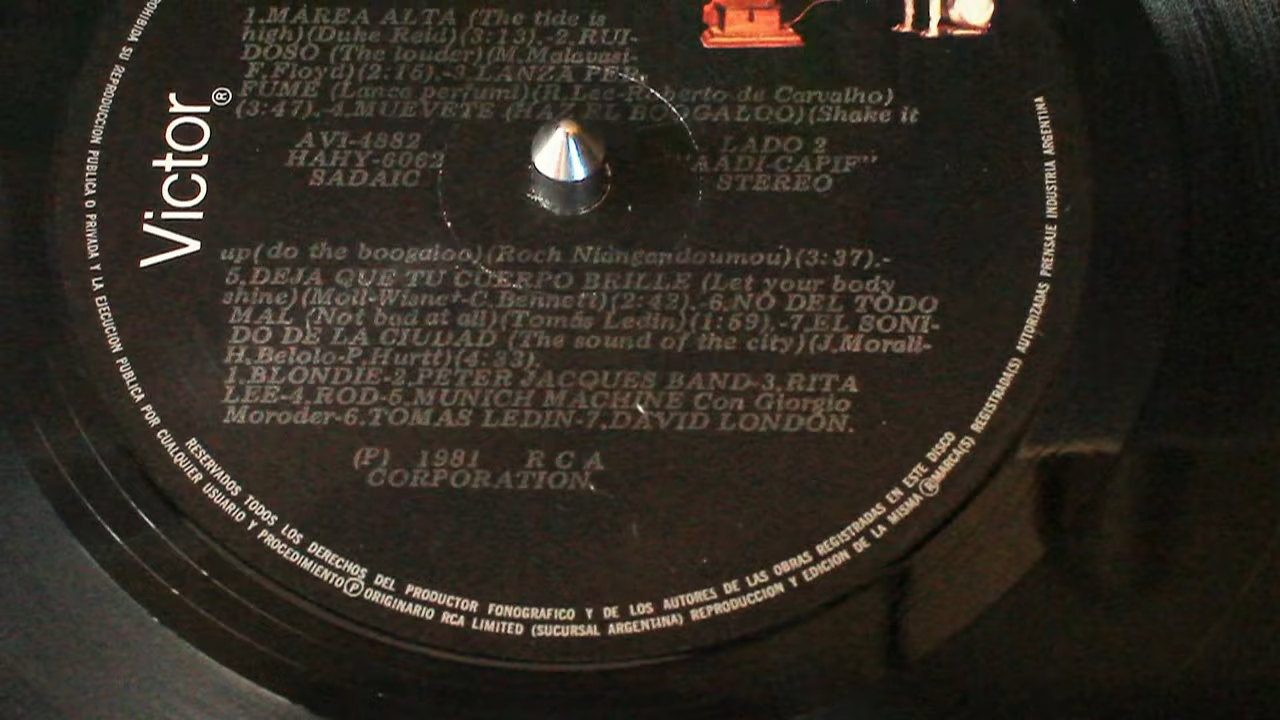 1.MAREA ALTA (The tide is
high)(Duke Reid)(3:13).-2.RUI-
DOSO (The louder)(M.Malavasi-
F.Floyd)(2:15).-3.LANZA PER-
FUME (Lança perfumi)(R.Lee-Roberto de Carvalho)
(3:47).-4.MUEVETE (HAZ EL BOOGALOO)(Shake it
AVI-4882
HAHY-6062
SADAIC
LADO 2
"AADI-CAPIF"
STEREO
up(do the boogaloo)(Roch Niangandoumou)(3:37).-
5.DEJA QUE TU CUERPO BRILLE (Let your body
shine)(Moll-Wisnet-C.Bennett)(2:42).-6.NO DEL TODO
MAL (Not bad at all)(Tomás Ledin)(1:59).-7.EL SONI-
DO DE LA CIUDAD (The sound of the city)(J.Morali-
H.Belolo-P.Hurtt)(4:33).
1.BLONDIE-2.PETER JACQUES BAND-3.RITA
LEE-4.ROD-5.MUNICH MACHINE Con Giorgio
Moroder-6.TOMAS LEDIN-7.DAVID LONDON.
(P) 1981 R C A
CORPORATION.
Victor®
PROHIBIDA SU REPRODUCCION PUBLICA O PRIVADA Y LA EJECUCION PUBLICA POR CUALQUIER USUARIO Y PROCEDIMIENTO Ⓟ ORIGINARIO RCA LIMITED (SUCURSAL ARGENTINA) REPRODUCCION Y EDICION DE LA MISMA ® MARCA(S) REGISTRADA(S) AUTORIZADAS PRENSAJE INDUSTRIA ARGENTINA
RESERVADOS TODOS LOS DERECHOS DEL PRODUCTOR FONOGRAFICO Y DE LOS AUTORES DE LAS OBRAS REGISTRADAS EN ESTE DISCO